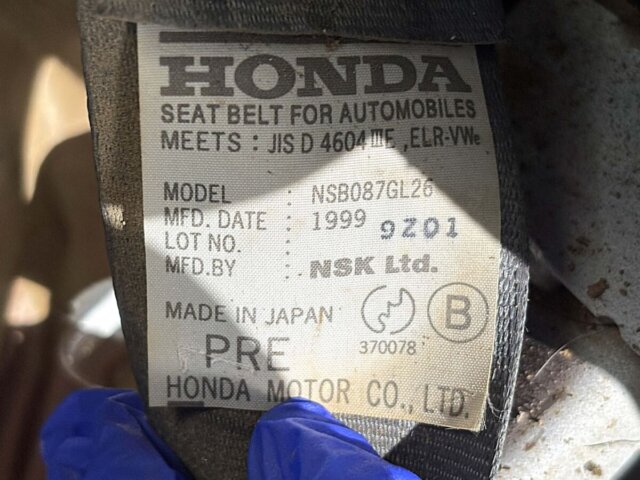 HONDA
SEAT BELT FOR AUTOMOBILES
MEETS : JIS D 4604 ⅢE , ELR-VWe
MODEL : NSB087GL26
MFD. DATE : 1999 9201
LOT NO. :
MFD.BY : NSK Ltd.
MADE IN JAPAN B
PRE 370078
HONDA MOTOR CO., LTD.